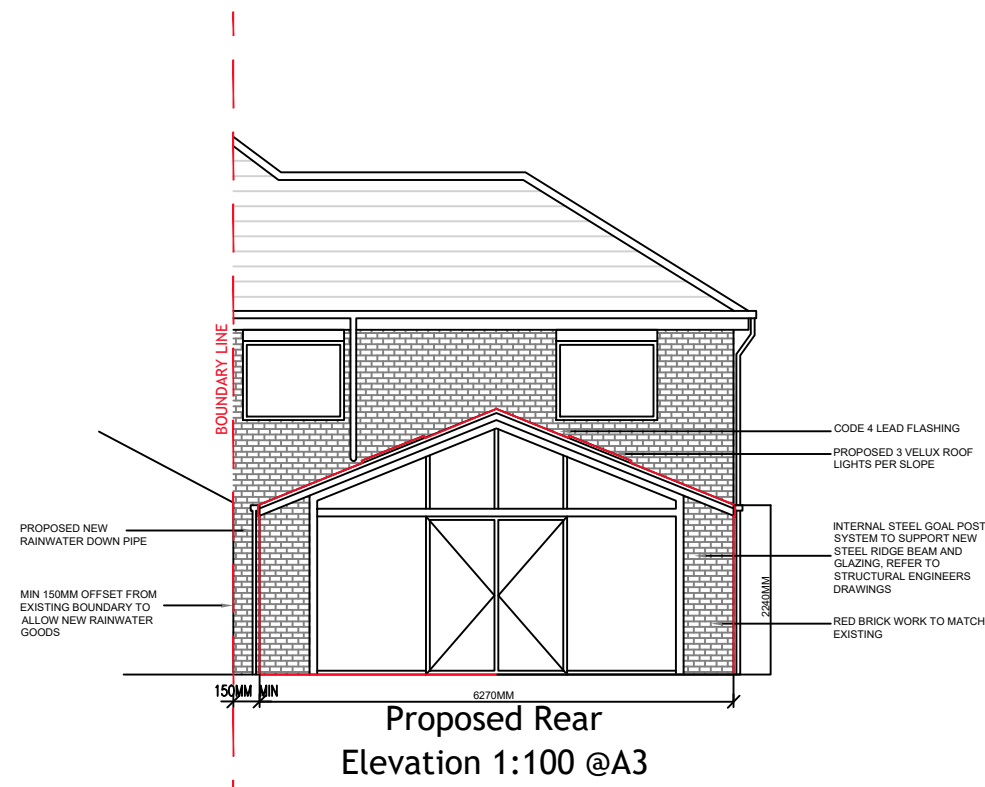 BOUNDARY LINE
CODE 4 LEAD FLASHING
PROPOSED 3 VELUX ROOF
LIGHTS PER SLOPE
PROPOSED NEW
RAINWATER DOWN PIPE
INTERNAL STEEL GOAL POST
SYSTEM TO SUPPORT NEW
STEEL RIDGE BEAM AND
GLAZING, REFER TO
STRUCTURAL ENGINEERS
DRAWINGS
MIN 150MM OFFSET FROM
EXISTING BOUNDARY TO
ALLOW NEW RAINWATER
GOODS
2240MM
RED BRICK WORK TO MATCH
EXISTING
150MM MIN
6270MM
Proposed Rear
Elevation 1:100 @A3